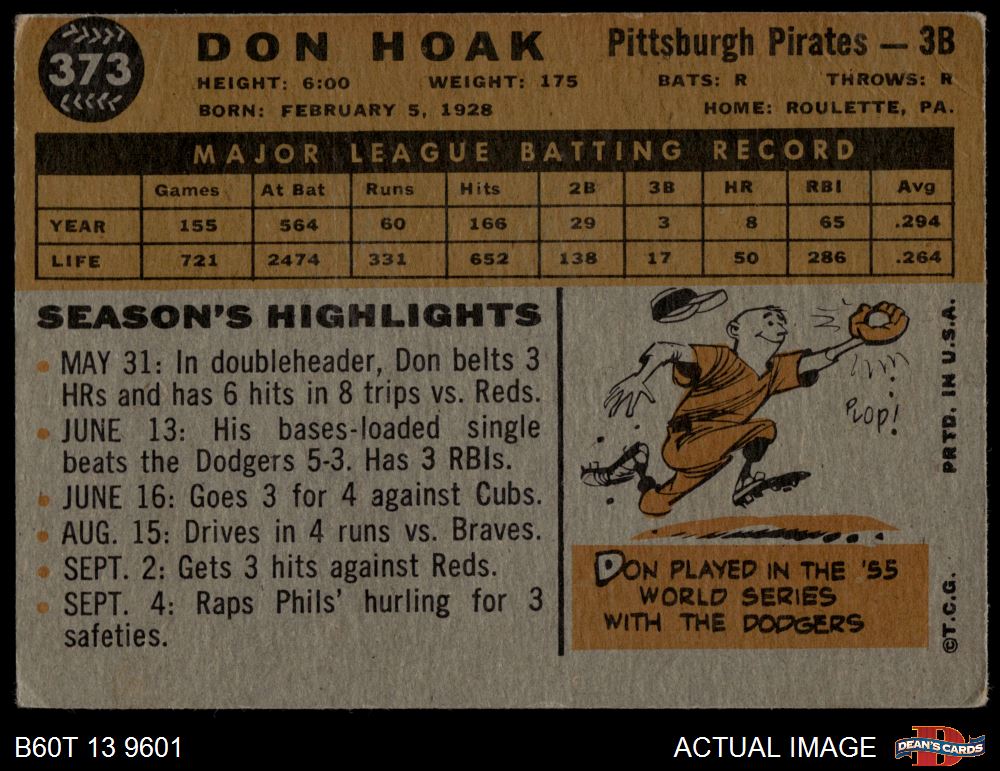 373
DON HOAK Pittsburgh Pirates — 3B
HEIGHT: 6:00 WEIGHT: 175 BATS: R THROWS: R
BORN: FEBRUARY 5, 1928 HOME: ROULETTE, PA.
MAJOR LEAGUE BATTING RECORD
Games At Bat Runs Hits 2B 3B HR RBI Avg
YEAR 155 564 60 166 29 3 8 65 .294
LIFE 721 2474 331 652 138 17 50 286 .264
SEASON'S HIGHLIGHTS
• MAY 31: In doubleheader, Don belts 3
HRs and has 6 hits in 8 trips vs. Reds.
• JUNE 13: His bases-loaded single
beats the Dodgers 5-3. Has 3 RBIs.
• JUNE 16: Goes 3 for 4 against Cubs.
• AUG. 15: Drives in 4 runs vs. Braves.
• SEPT. 2: Gets 3 hits against Reds.
• SEPT. 4: Raps Phils' hurling for 3
safeties.
PLOP!
DON PLAYED IN THE '55
WORLD SERIES
WITH THE DODGERS
©T.C.G. PRTD. IN U.S.A.
B60T 13 9601 ACTUAL IMAGE
D
DEAN'S CARDS